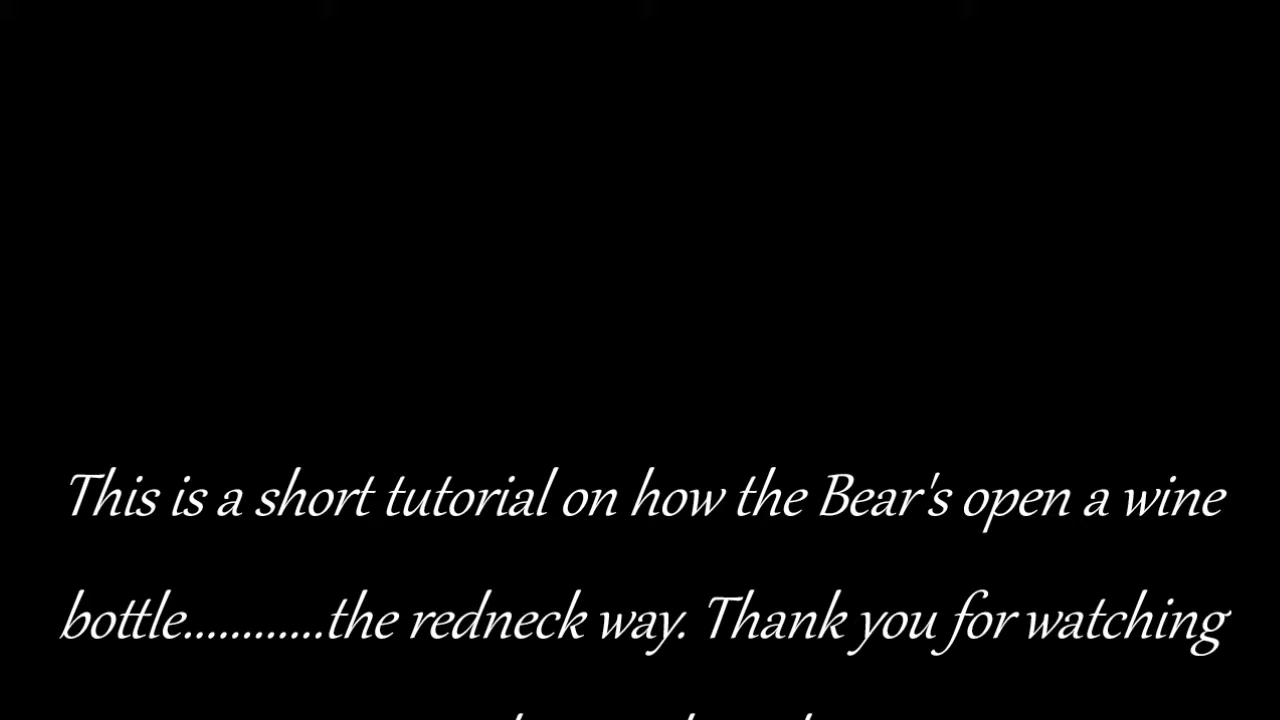 This is a short tutorial on how the Bear's open a wine
bottle............the redneck way. Thank you for watching